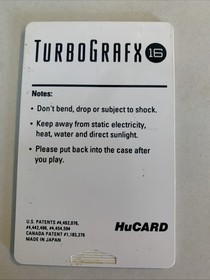 TURBOGRAFX 16
Notes:
• Don't bend, drop or subject to shock.
• Keep away from static electricity,
heat, water and direct sunlight.
• Please put back into the case after
you play.
U.S. PATENTS #4,462,076,
#4,442,486, #4,454,594
CANADA PATENT #1,183,276
MADE IN JAPAN
HUCARD